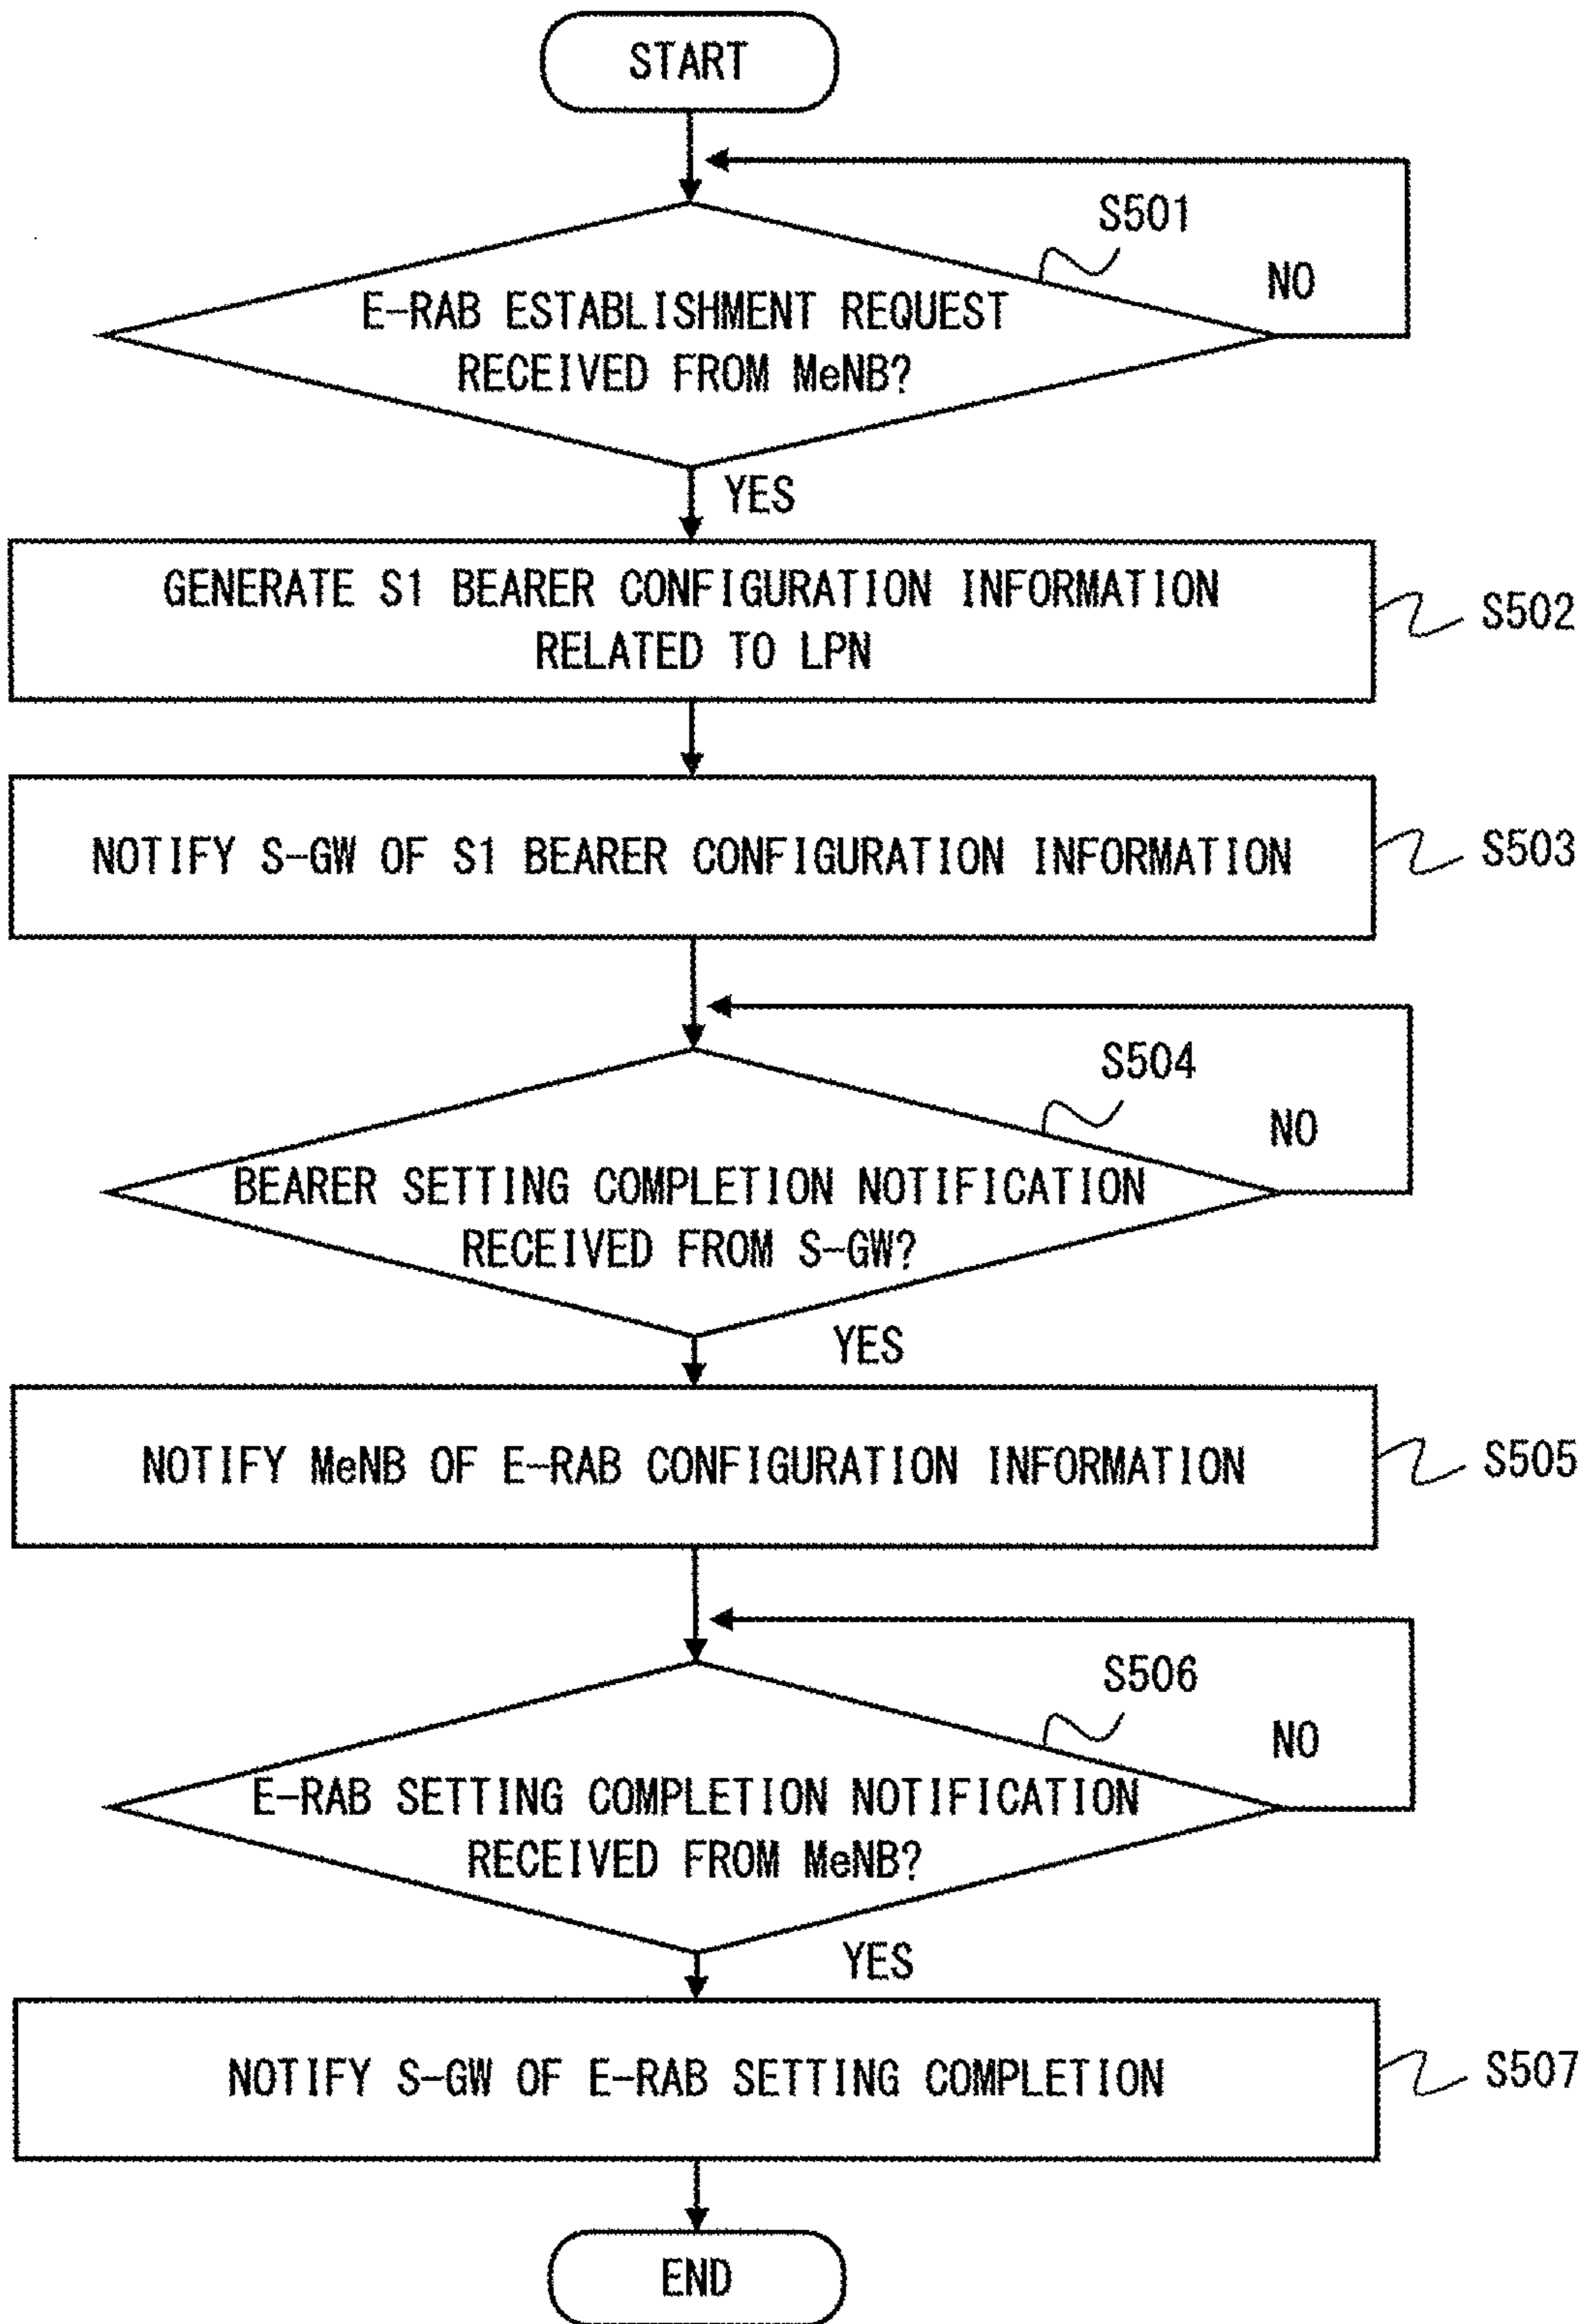 START
S501
NO
E-RAB ESTABLISHMENT REQUEST
RECEIVED FROM MeNB?
YES
GENERATE S1 BEARER CONFIGURATION INFORMATION
RELATED TO LPN
S502
NOTIFY S-GW OF S1 BEARER CONFIGURATION INFORMATION
S503
S504
NO
BEARER SETTING COMPLETION NOTIFICATION
RECEIVED FROM S-GW?
YES
NOTIFY MeNB OF E-RAB CONFIGURATION INFORMATION
S505
S506
NO
E-RAB SETTING COMPLETION NOTIFICATION
RECEIVED FROM MeNB?
YES
NOTIFY S-GW OF E-RAB SETTING COMPLETION
S507
END